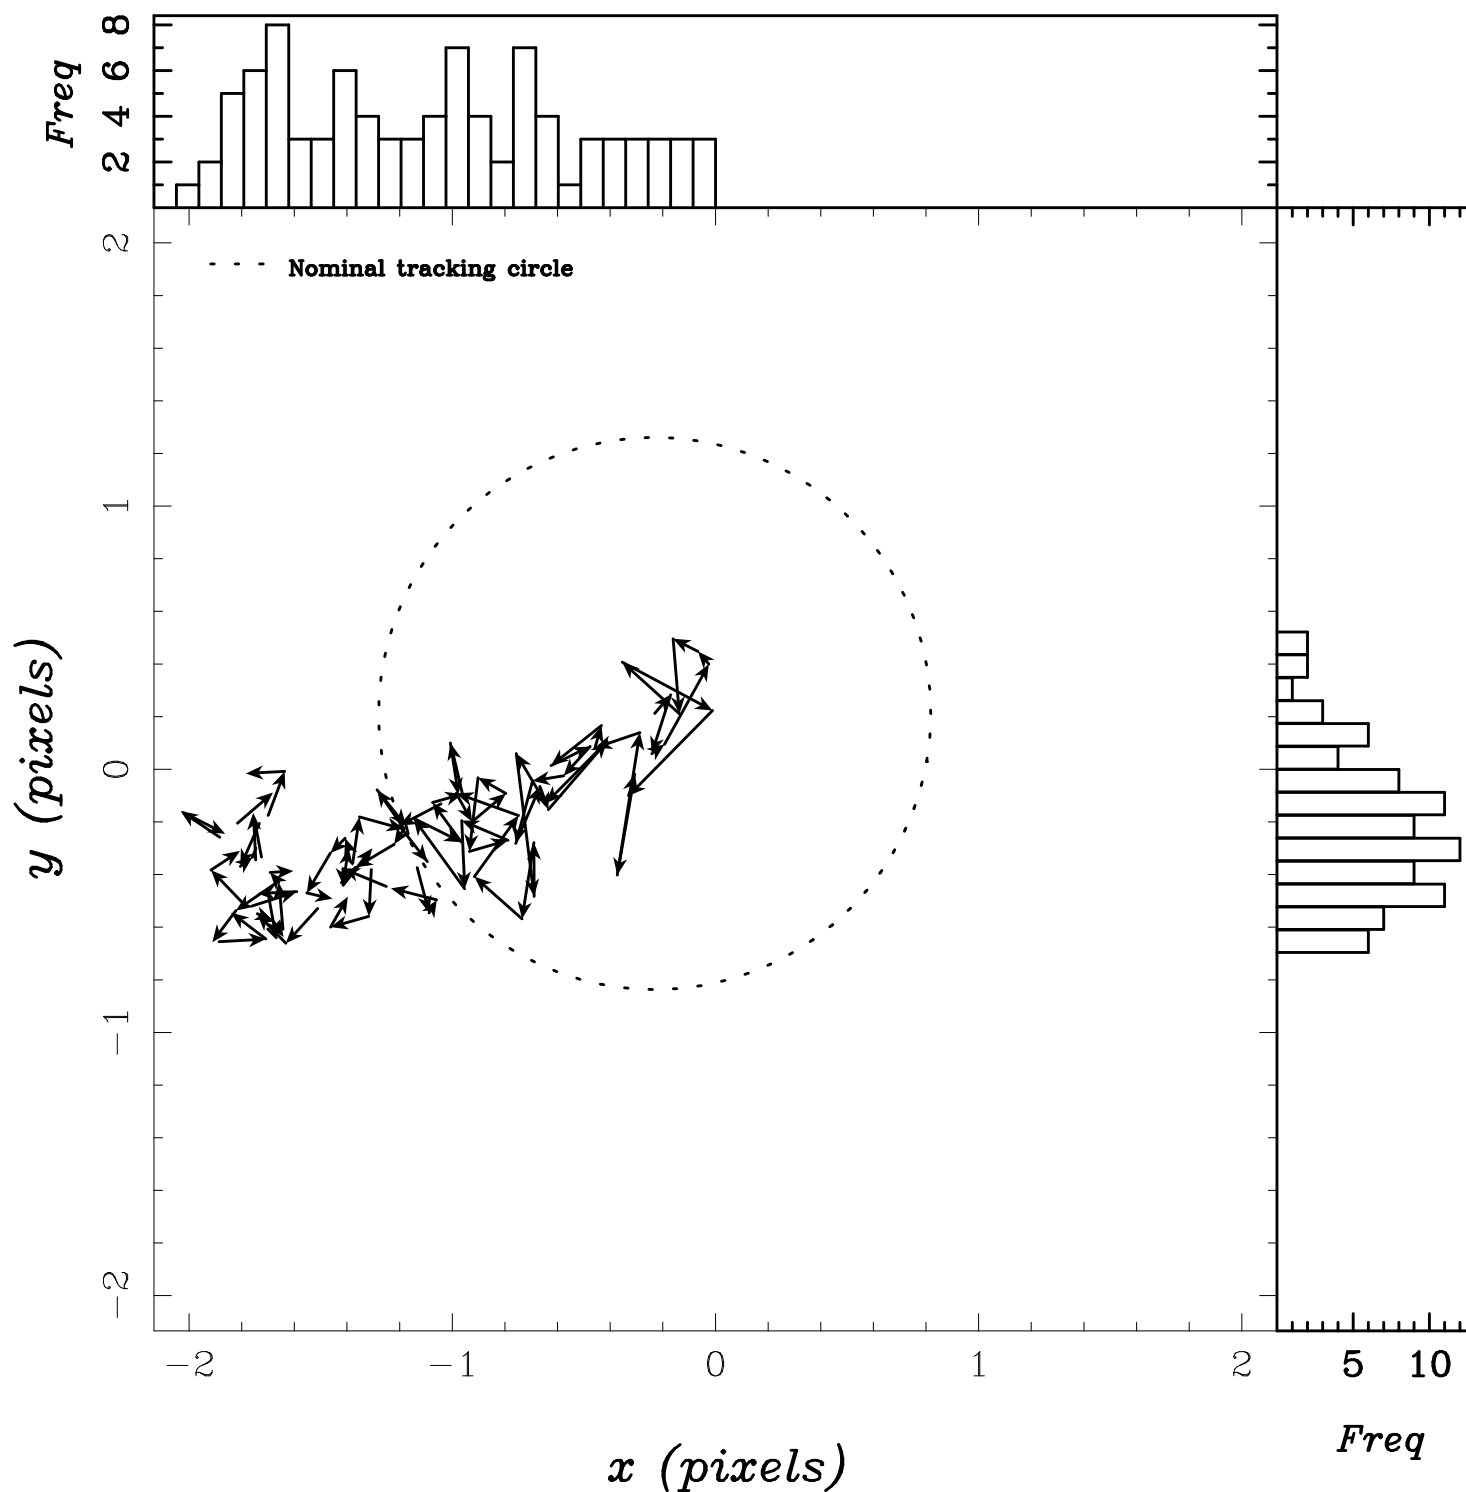 Freq
2 4 6 8
Nominal tracking circle
y (pixels)
2
1
0
−1
−2
−2 −1 0 1 2
5 10
Freq
x (pixels)